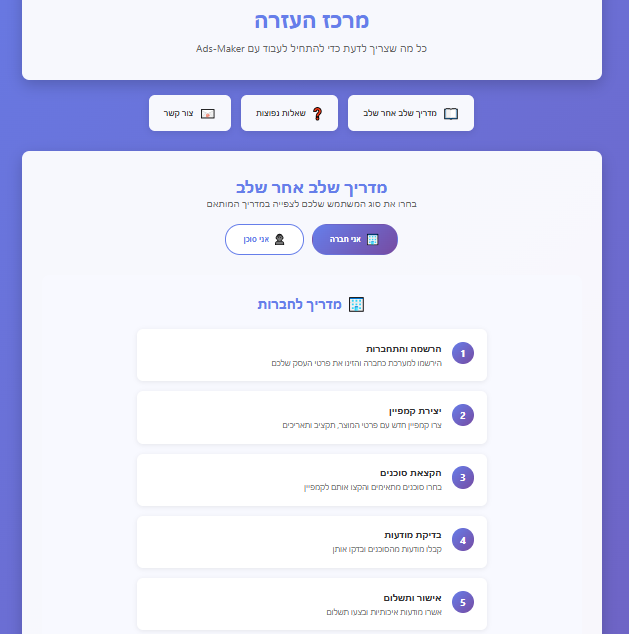 מרכז העזרה
כל מה שצריך לדעת כדי להתחיל לעבוד עם Ads-Maker
מדריך שלב אחר שלב
שאלות נפוצות
צור קשר
מדריך שלב אחר שלב
בחרו את סוג המשתמש שלכם לצפייה במדריך המותאם
אני חברה
אני סוכן
מדריך לחברות
1
הרשמה והתחברות
הירשמו למערכת כחברה והזינו את פרטי העסק שלכם
2
יצירת קמפיין
צרו קמפיין חדש עם פרטי המוצר, תקציב ותאריכים
3
הקצאת סוכנים
בחרו סוכנים מתאימים והקצו אותם לקמפיין
4
בדיקת מודעות
קבלו מודעות מהסוכנים ובדקו אותן
5
אישור ותשלום
אשרו מודעות איכותיות ובצעו תשלום